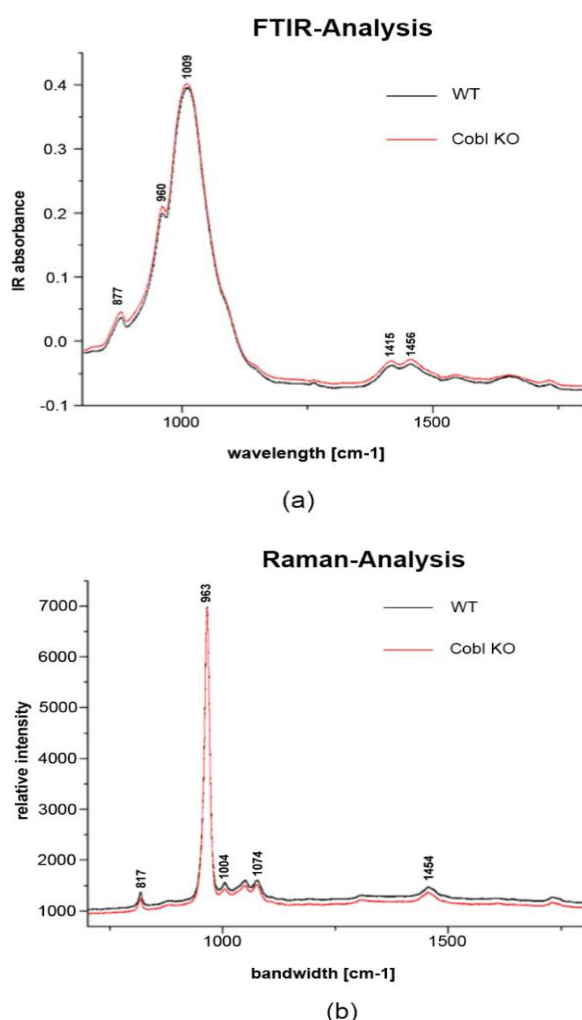 FTIR-Analysis
1009
WT
Cobl KO
960
877
1415
1456
0.4
0.3
0.2
0.1
0.0
-0.1
IR absorbance
1000
1500
wavelength [cm-1]
(a)
Raman-Analysis
963
WT
Cobl KO
817
1004
1074
1454
7000
6000
5000
4000
3000
2000
1000
relative intensity
1000
1500
bandwidth [cm-1]
(b)